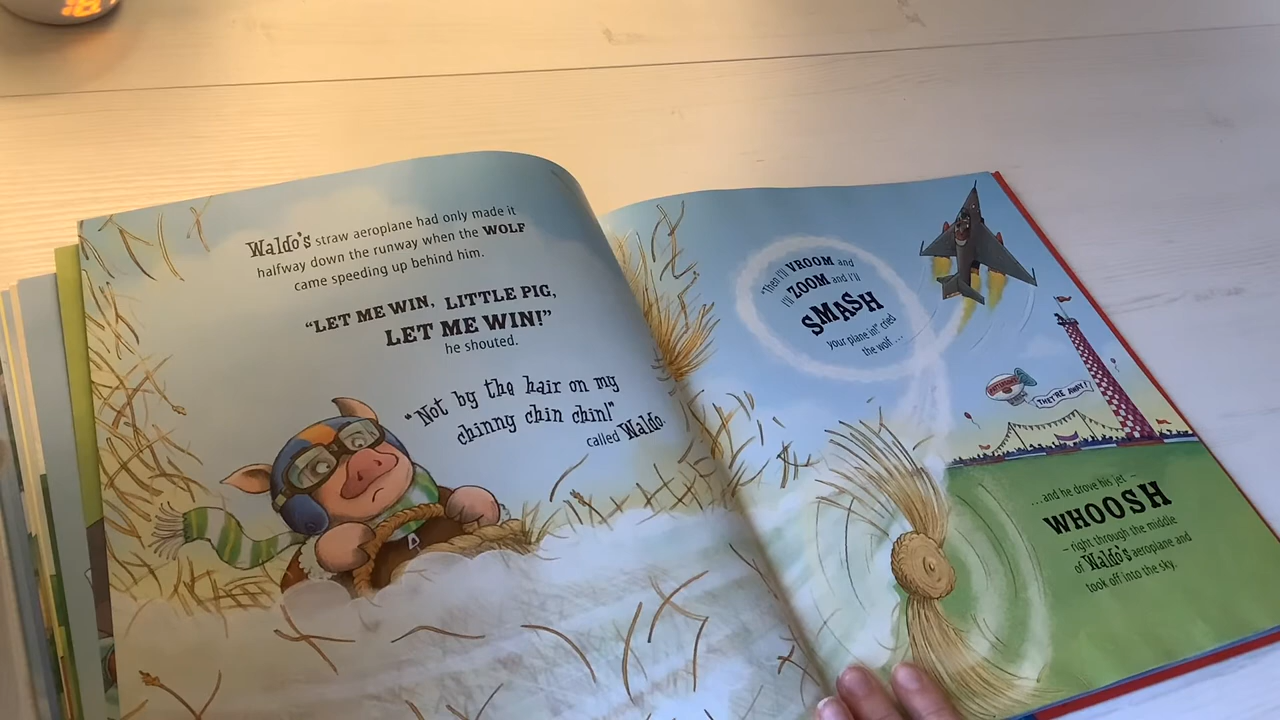 Waldo's straw aeroplane had only made it
halfway down the runway when the WOLF
came speeding up behind him.
"LET ME WIN, LITTLE PIG,
LET ME WIN!"
he shouted.
"Not by the hair on my
chinny chin chin!"
called Waldo.
"Then I'll VROOM and
I'll ZOOM and I'll
SMASH
your plane in!" cried
the wolf ...
THEY'RE AWAY!
...and he drove his jet –
WHOOSH
– right through the middle
of Waldo's aeroplane and
took off into the sky.